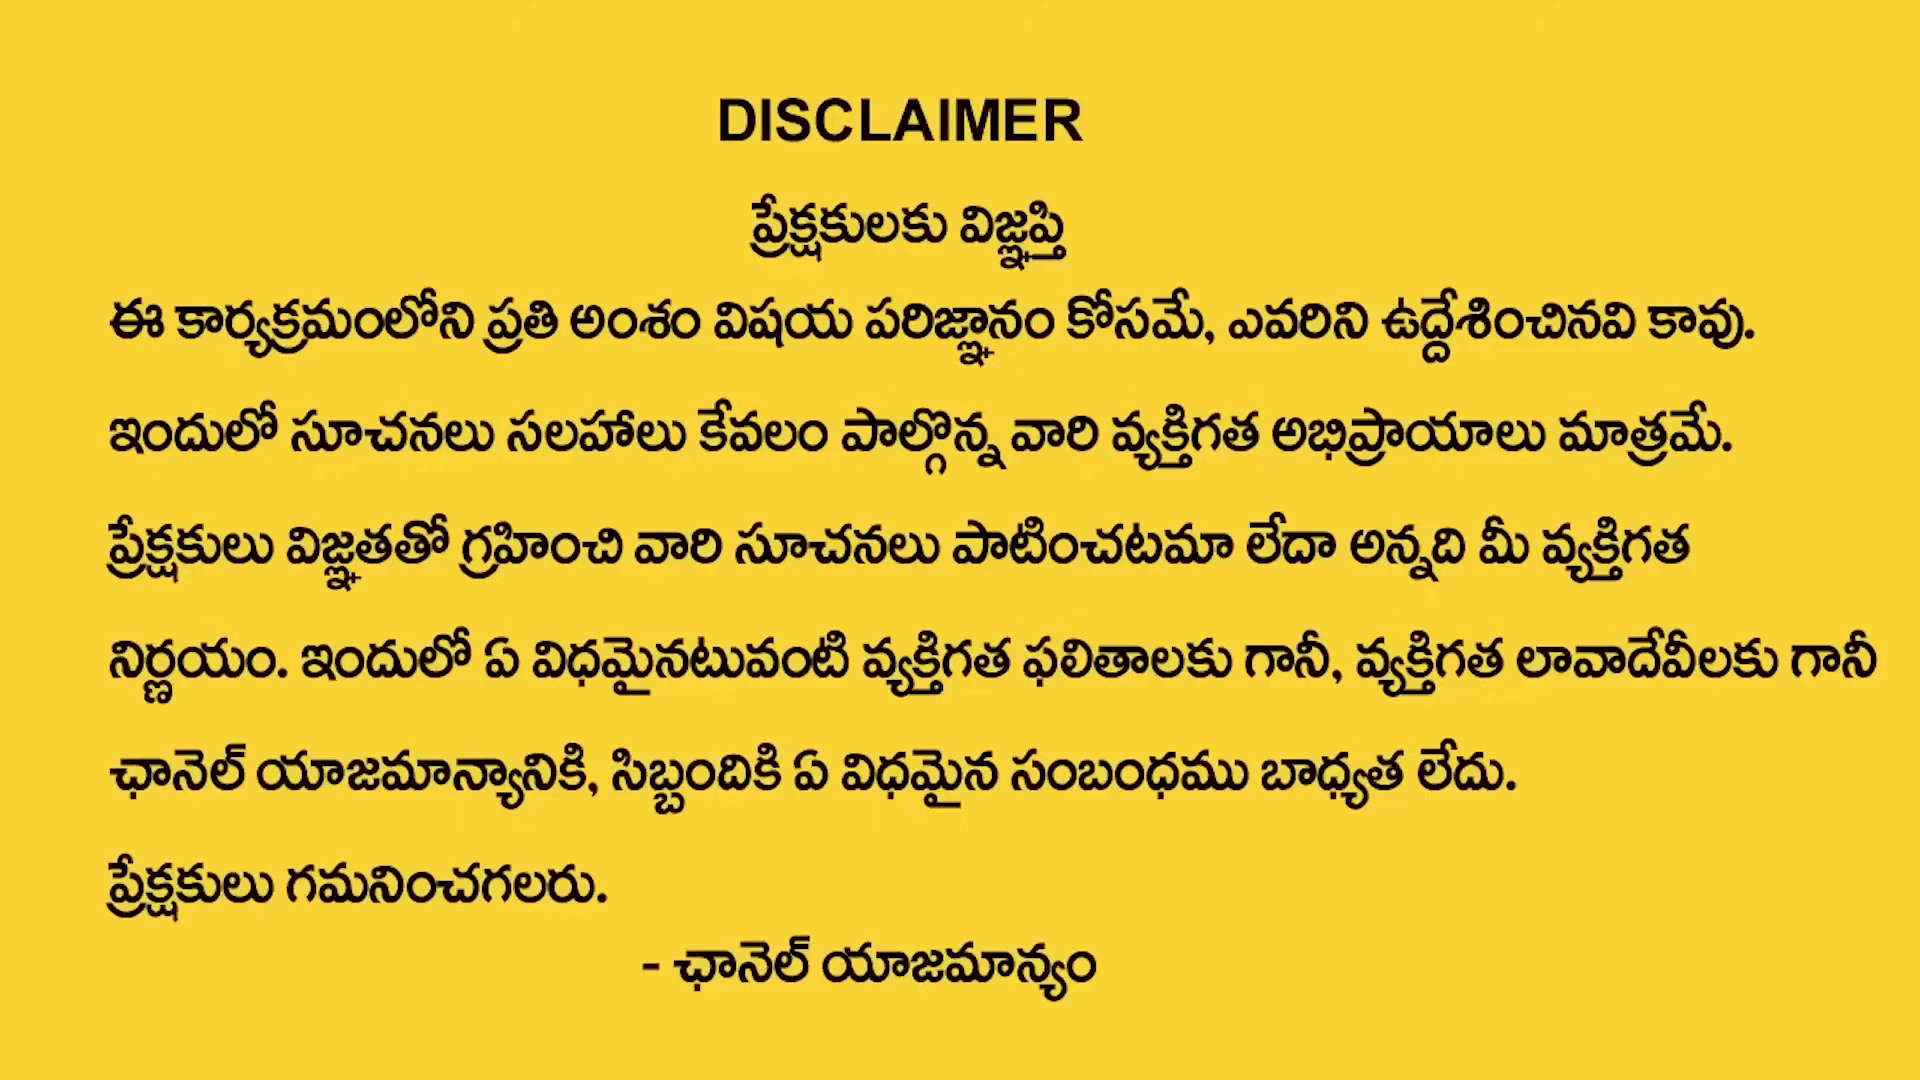 DISCLAIMER
ప్రేక్షకులకు విజ్ఞప్తి
ఈ కార్యక్రమంలోని ప్రతి అంశం విషయ పరిజ్ఞానం కోసమే, ఎవరిని ఉద్దేశించినవి కావు.
ఇందులో సూచనలు సలహాలు కేవలం పాల్గొన్న వారి వ్యక్తిగత అభిప్రాయాలు మాత్రమే.
ప్రేక్షకులు విజ్ఞతతో గ్రహించి వారి సూచనలు పాటించటమా లేదా అన్నది మీ వ్యక్తిగత
నిర్ణయం. ఇందులో ఏ విధమైనటువంటి వ్యక్తిగత ఫలితాలకు గానీ, వ్యక్తిగత లావాదేవీలకు గానీ
ఛానెల్ యాజమాన్యానికి, సిబ్బందికి ఏ విధమైన సంబంధము బాధ్యత లేదు.
ప్రేక్షకులు గమనించగలరు.
- ఛానెల్ యాజమాన్యం